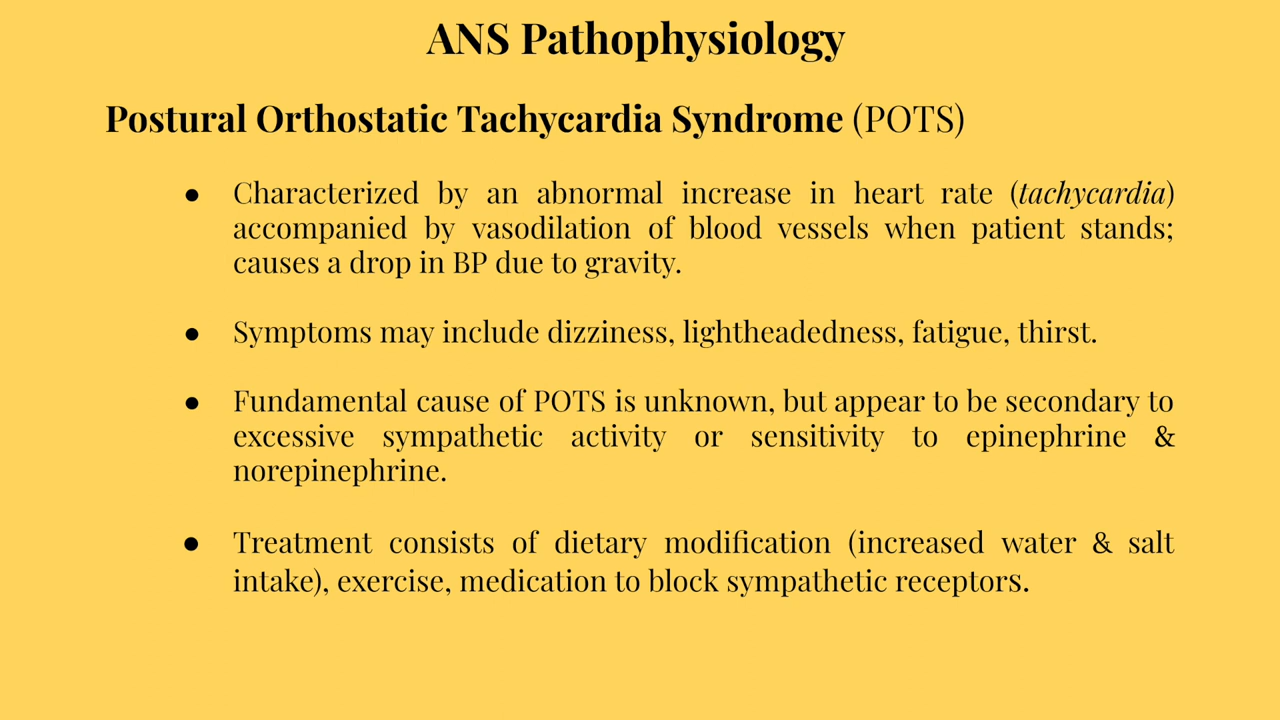 ANS Pathophysiology
Postural Orthostatic Tachycardia Syndrome (POTS)
● Characterized by an abnormal increase in heart rate (tachycardia)
accompanied by vasodilation of blood vessels when patient stands;
causes a drop in BP due to gravity.
● Symptoms may include dizziness, lightheadedness, fatigue, thirst.
● Fundamental cause of POTS is unknown, but appear to be secondary to
excessive sympathetic activity or sensitivity to epinephrine &
norepinephrine.
● Treatment consists of dietary modification (increased water & salt
intake), exercise, medication to block sympathetic receptors.